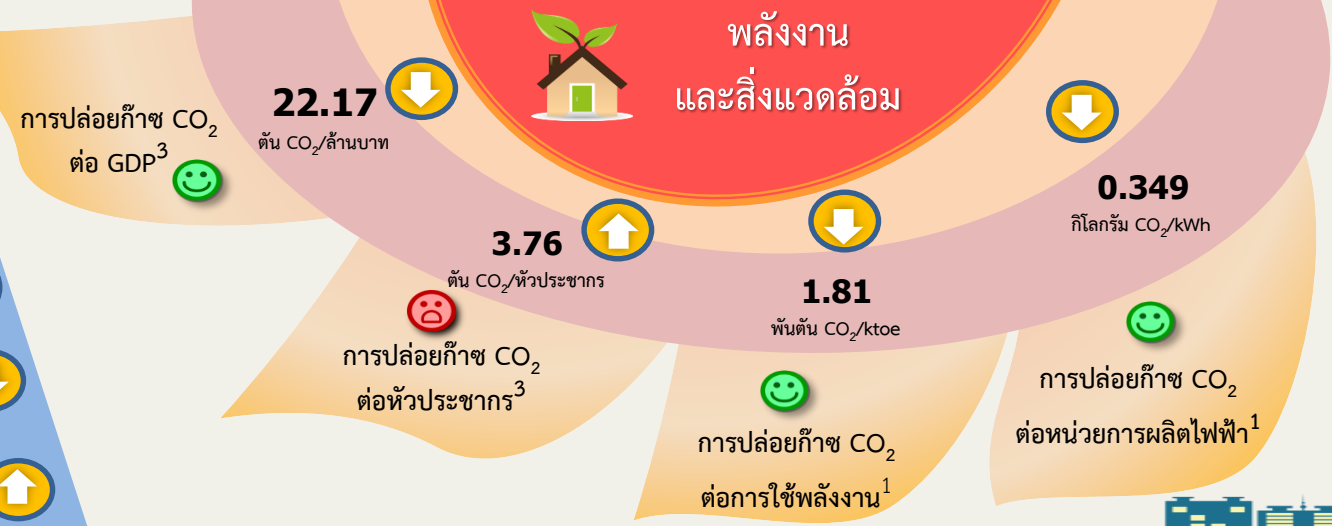 พลังงาน
และสิ่งแวดล้อม
การปล่อยก๊าซ CO₂
ต่อ GDP³
22.17
ตัน CO₂/ล้านบาท
3.76
ตัน CO₂/หัวประชากร
การปล่อยก๊าซ CO₂
ต่อหัวประชากร³
1.81
พันตัน CO₂/ktoe
การปล่อยก๊าซ CO₂
ต่อการใช้พลังงาน¹
0.349
กิโลกรัม CO₂/kWh
การปล่อยก๊าซ CO₂
ต่อหน่วยการผลิตไฟฟ้า¹